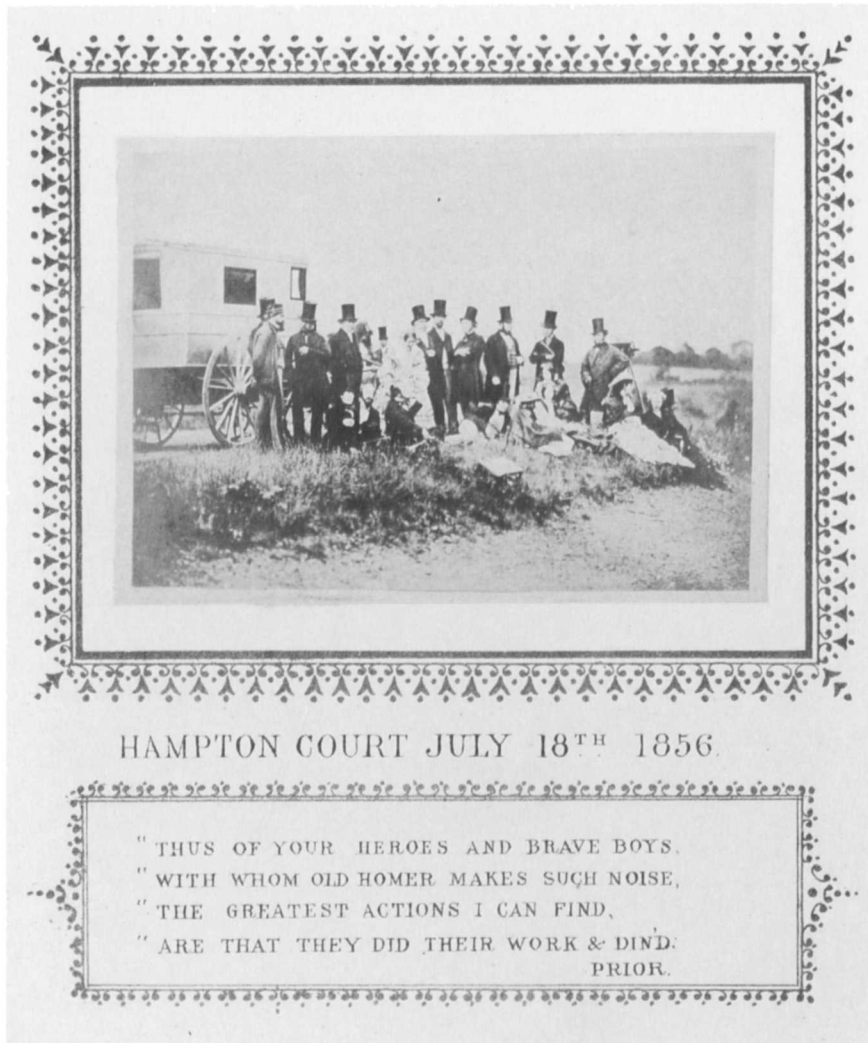 HAMPTON COURT JULY 18TH 1856.
"THUS OF YOUR HEROES AND BRAVE BOYS,
"WITH WHOM OLD HOMER MAKES SUCH NOISE,
"THE GREATEST ACTIONS I CAN FIND,
"ARE THAT THEY DID THEIR WORK & DIN'D.
PRIOR.